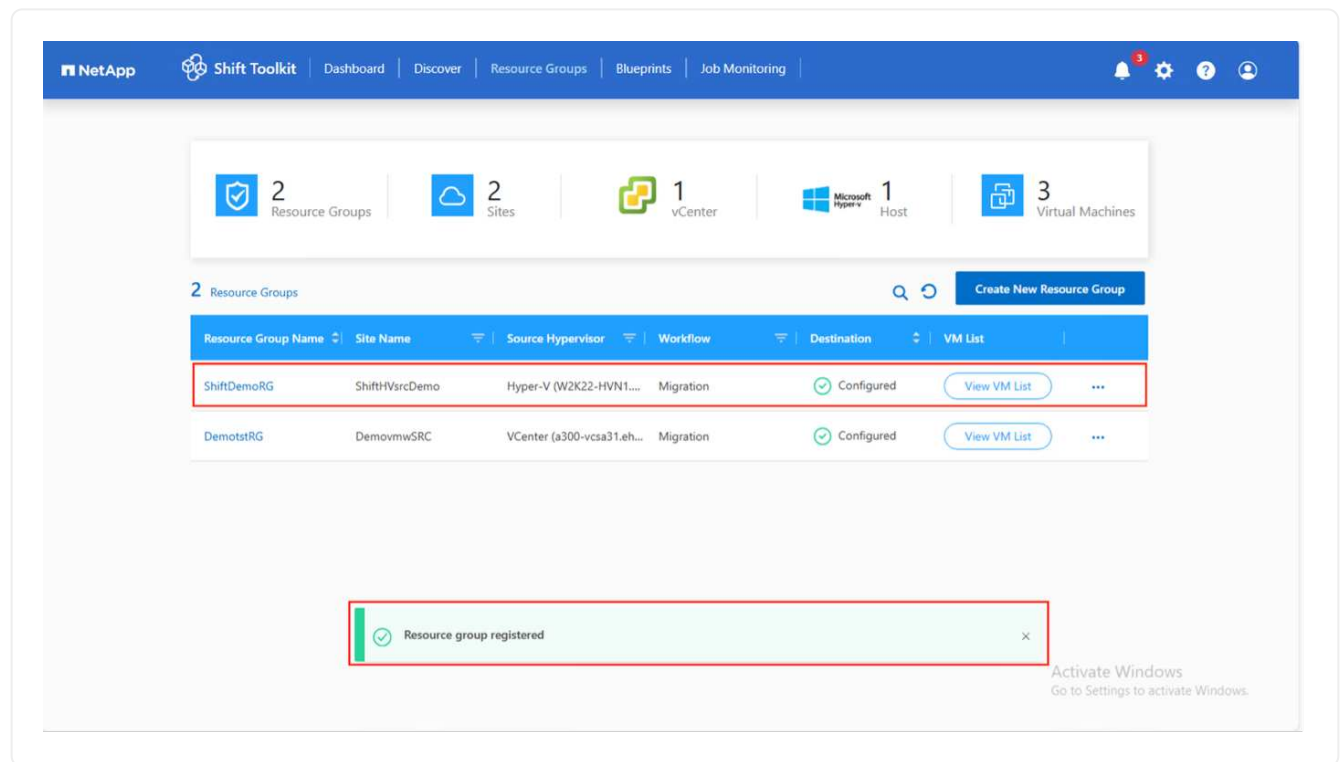 NetApp Shift Toolkit Dashboard Discover Resource Groups Blueprints Job Monitoring 3
2 Resource Groups
2 Sites
1 vCenter
Microsoft Hyper-v 1 Host
3 Virtual Machines
2 Resource Groups Create New Resource Group
Resource Group Name Site Name Source Hypervisor Workflow Destination VM List
ShiftDemoRG ShiftHVsrcDemo Hyper-V (W2K22-HVN1.... Migration Configured View VM List ...
DemotstRG DemovmwSRC VCenter (a300-vcsa31.eh... Migration Configured View VM List ...
Resource group registered
Activate Windows
Go to Settings to activate Windows.